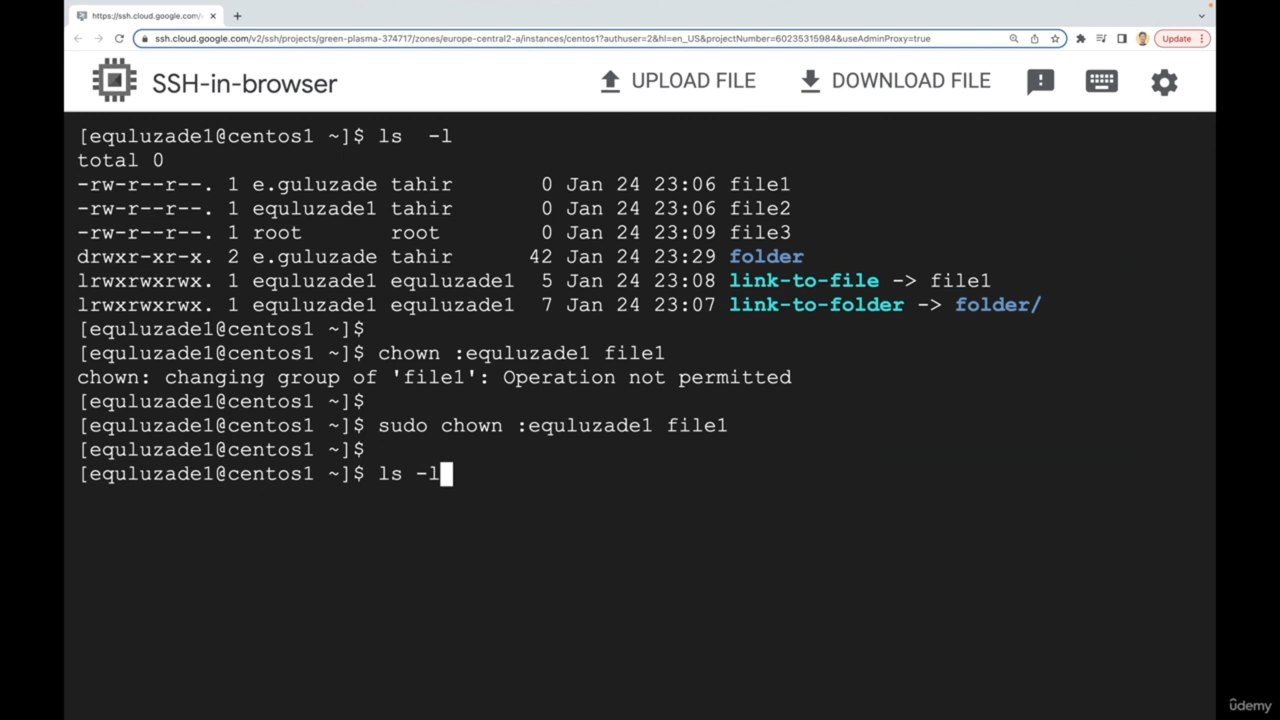 https://ssh.cloud.google.com/v
ssh.cloud.google.com/v2/ssh/projects/green-plasma-374717/zones/europe-central2-a/instances/centos1?authuser=2&hl=en_US&projectNumber=60235315984&useAdminProxy=true
Update
SSH-in-browser
UPLOAD FILE
DOWNLOAD FILE
[equluzade1@centos1 ~]$ ls  -l
total 0
-rw-r--r--. 1 e.guluzade tahir      0 Jan 24 23:06 file1
-rw-r--r--. 1 equluzade1 tahir      0 Jan 24 23:06 file2
-rw-r--r--. 1 root       root       0 Jan 24 23:09 file3
drwxr-xr-x. 2 e.guluzade tahir      42 Jan 24 23:29 folder
lrwxrwxrwx. 1 equluzade1 equluzade1  5 Jan 24 23:08 link-to-file -> file1
lrwxrwxrwx. 1 equluzade1 equluzade1  7 Jan 24 23:07 link-to-folder -> folder/
[equluzade1@centos1 ~]$
[equluzade1@centos1 ~]$ chown :equluzade1 file1
chown: changing group of 'file1': Operation not permitted
[equluzade1@centos1 ~]$
[equluzade1@centos1 ~]$ sudo chown :equluzade1 file1
[equluzade1@centos1 ~]$
[equluzade1@centos1 ~]$ ls -l
ûdemy